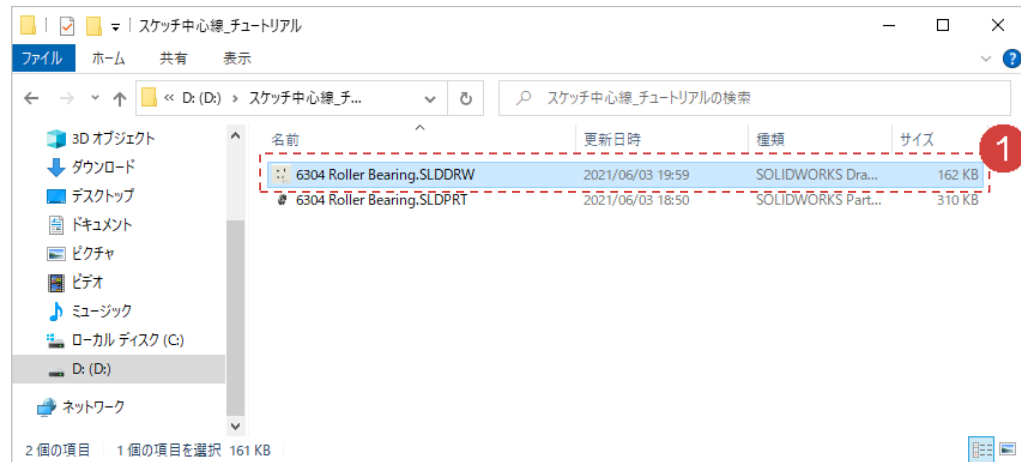 スケッチ中心線_チュートリアル
ファイル ホーム 共有 表示
« D: (D:) › スケッチ中心線_チ... スケッチ中心線_チュートリアルの検索
名前 更新日時 種類 サイズ
1
3D オブジェクト
ダウンロード
デスクトップ
ドキュメント
ピクチャ
ビデオ
ミュージック
ローカル ディスク (C:)
D: (D:)
ネットワーク
6304 Roller Bearing.SLDDRW 2021/06/03 19:59 SOLIDWORKS Dra... 162 KB
6304 Roller Bearing.SLDPRT 2021/06/03 18:50 SOLIDWORKS Part... 310 KB
2 個の項目 1 個の項目を選択 161 KB